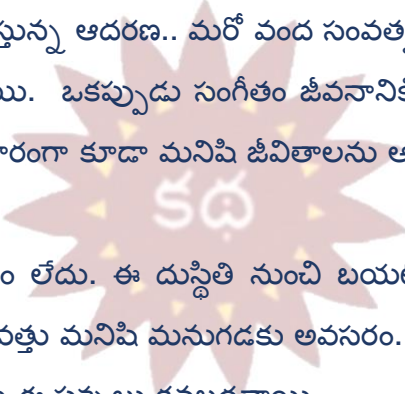 స్తున్న ఆదరణ.. మరో వంద సంవత్స
యి. ఒకప్పుడు సంగీతం జీవనానికి
కారంగా కూడా మనిషి జీవితాలను ఆ
కథ
ం లేదు. ఈ దుస్థితి నుంచి బయట
వత్తు మనిషి మనుగడకు అవసరం.